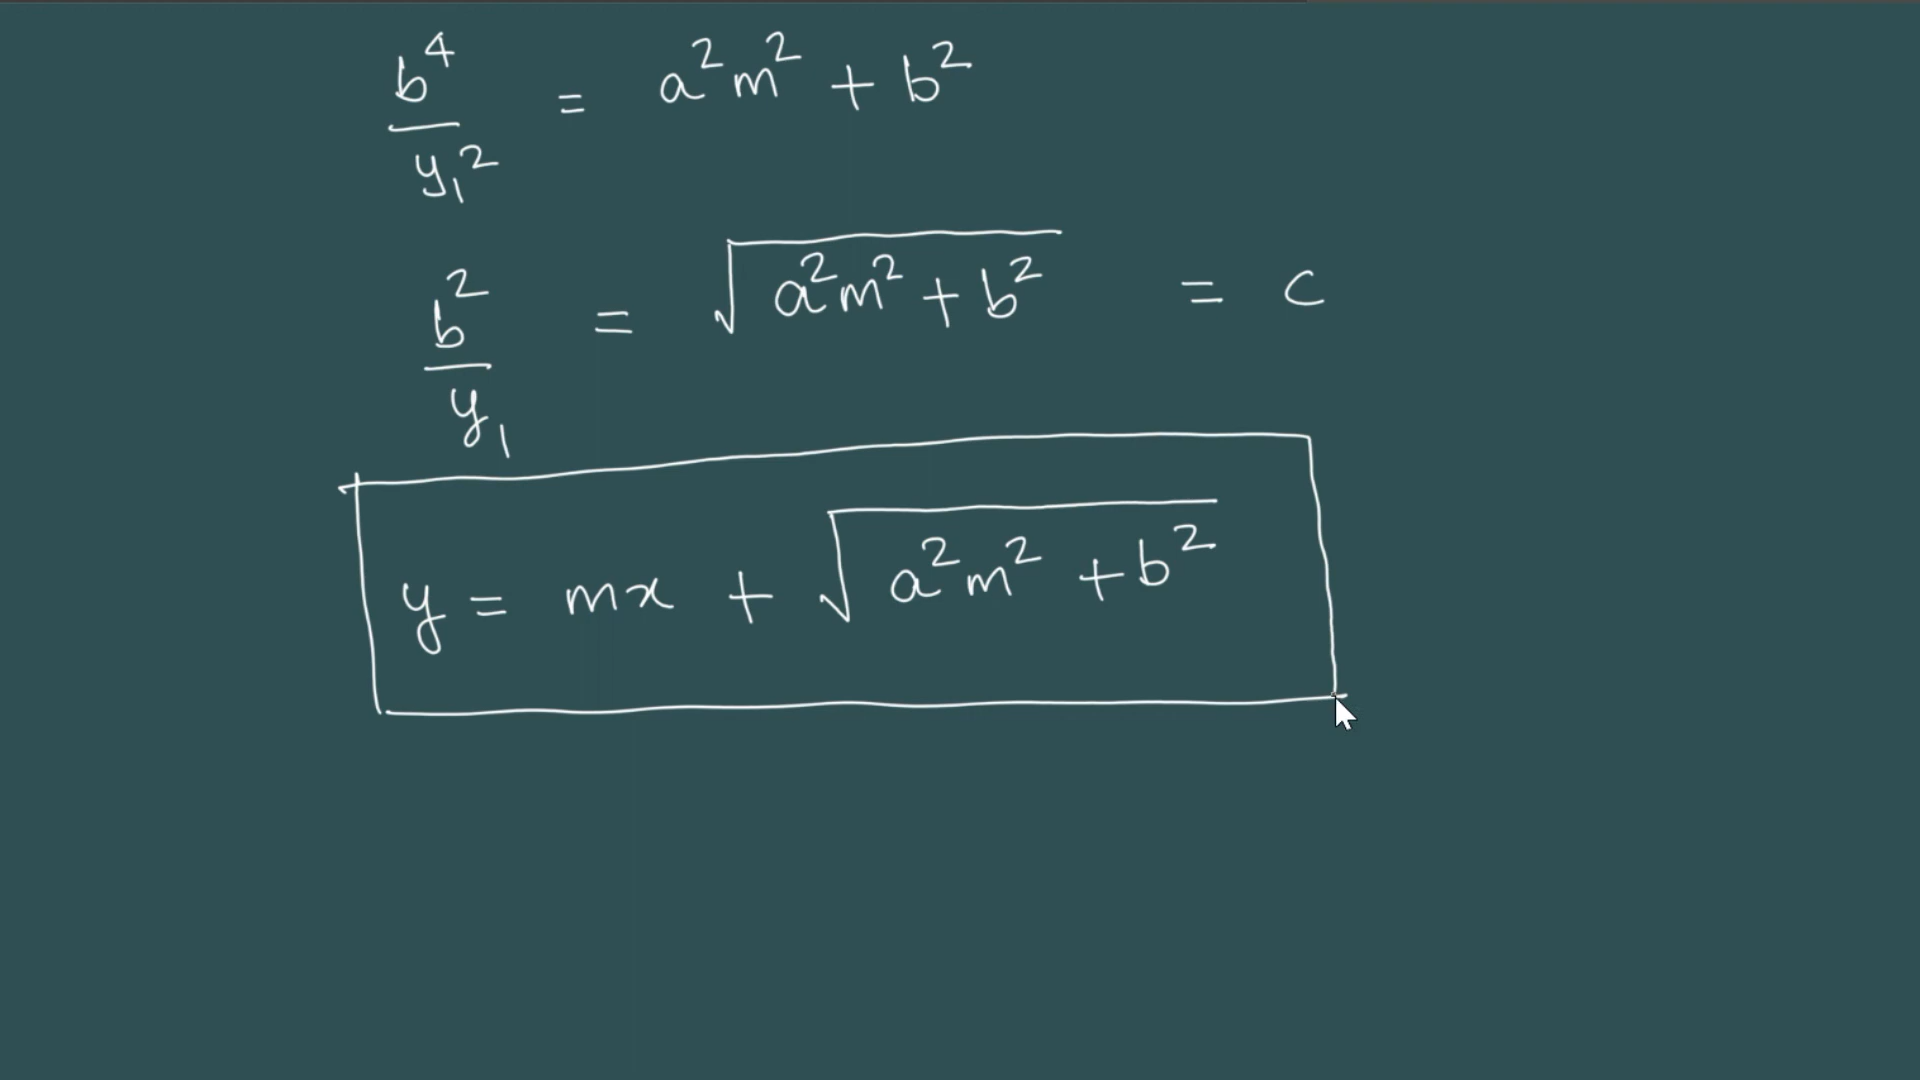 b⁴/y₁² = a²m² + b²
b²/y₁ = √(a²m² + b²) = c
y = mx + √(a²m² + b²)